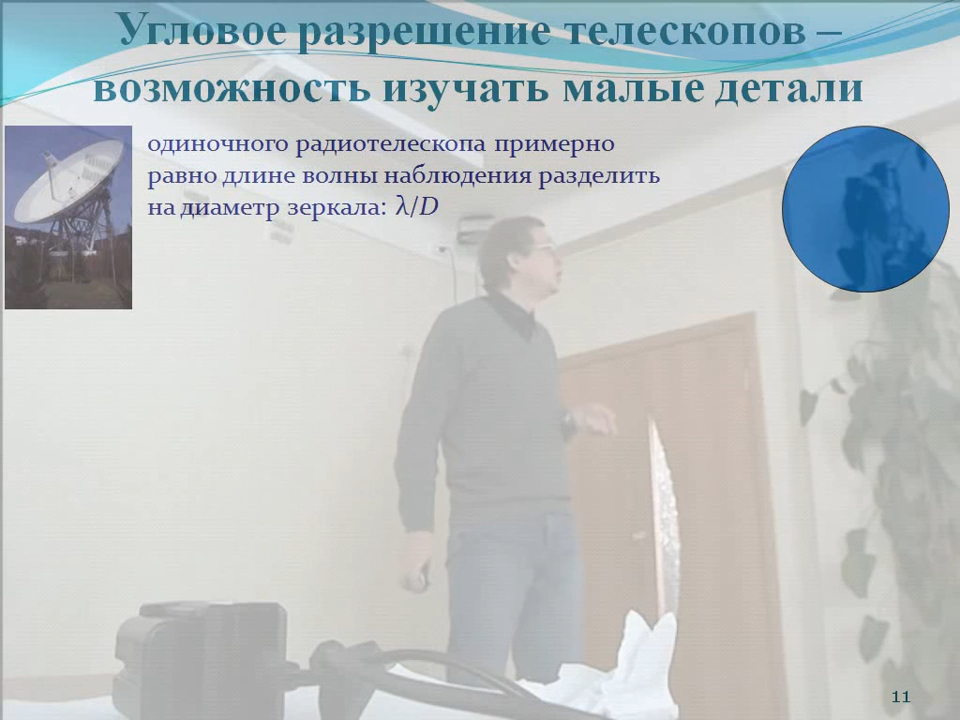 Угловое разрешение телескопов –
возможность изучать малые детали
одиночного радиотелескопа примерно
равно длине волны наблюдения разделить
на диаметр зеркала: λ/D
11